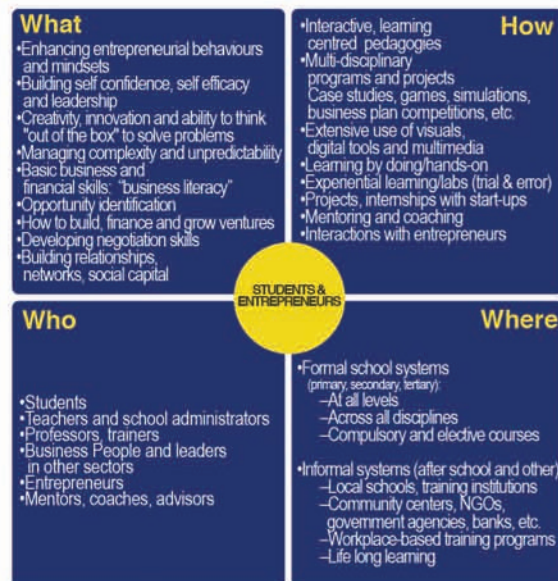 What
•Enhancing entrepreneurial behaviours
and mindsets
•Building self confidence, self efficacy
and leadership
•Creativity, innovation and ability to think
"out of the box" to solve problems
•Managing complexity and unpredictability
•Basic business and
financial skills: “business literacy”
•Opportunity identification
•How to build, finance and grow ventures
•Developing negotiation skills
•Building relationships,
networks, social capital
How
•Interactive, learning
centred pedagogies
•Multi-disciplinary
programs and projects
Case studies, games, simulations,
business plan competitions, etc.
•Extensive use of visuals,
digital tools and multimedia
•Learning by doing/hands-on
•Experiential learning/labs (trial & error)
•Projects, internships with start-ups
•Mentoring and coaching
•Interactions with entrepreneurs
STUDENTS &
ENTREPRENEURS
Who
•Students
•Teachers and school administrators
•Professors, trainers
•Business People and leaders
in other sectors
•Entrepreneurs
•Mentors, coaches, advisors
Where
•Formal school systems
(primary, secondary, tertiary):
–At all levels
–Across all disciplines
–Compulsory and elective courses
•Informal systems (after school and other)
–Local schools, training institutions
–Community centers, NGOs,
government agencies, banks, etc.
–Workplace-based training programs
–Life long learning